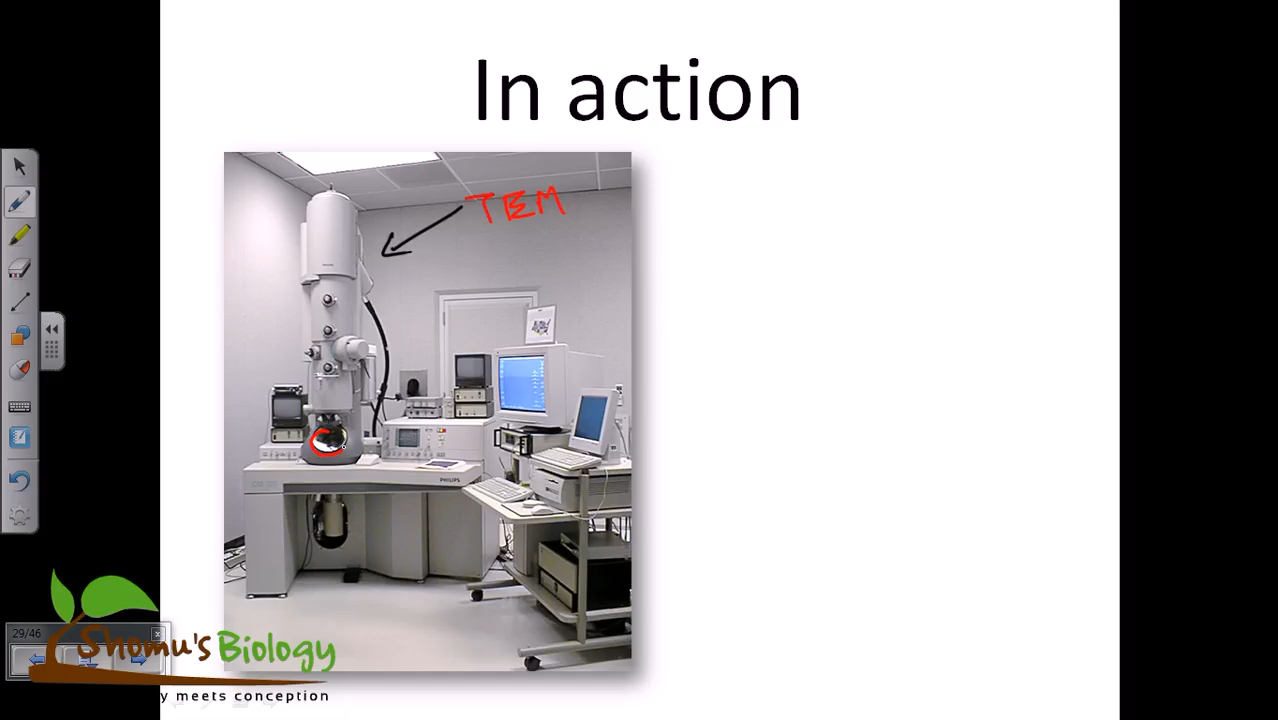 In action
TEM
PHILIPS
29/46
Shomu's Biology
y meets conception